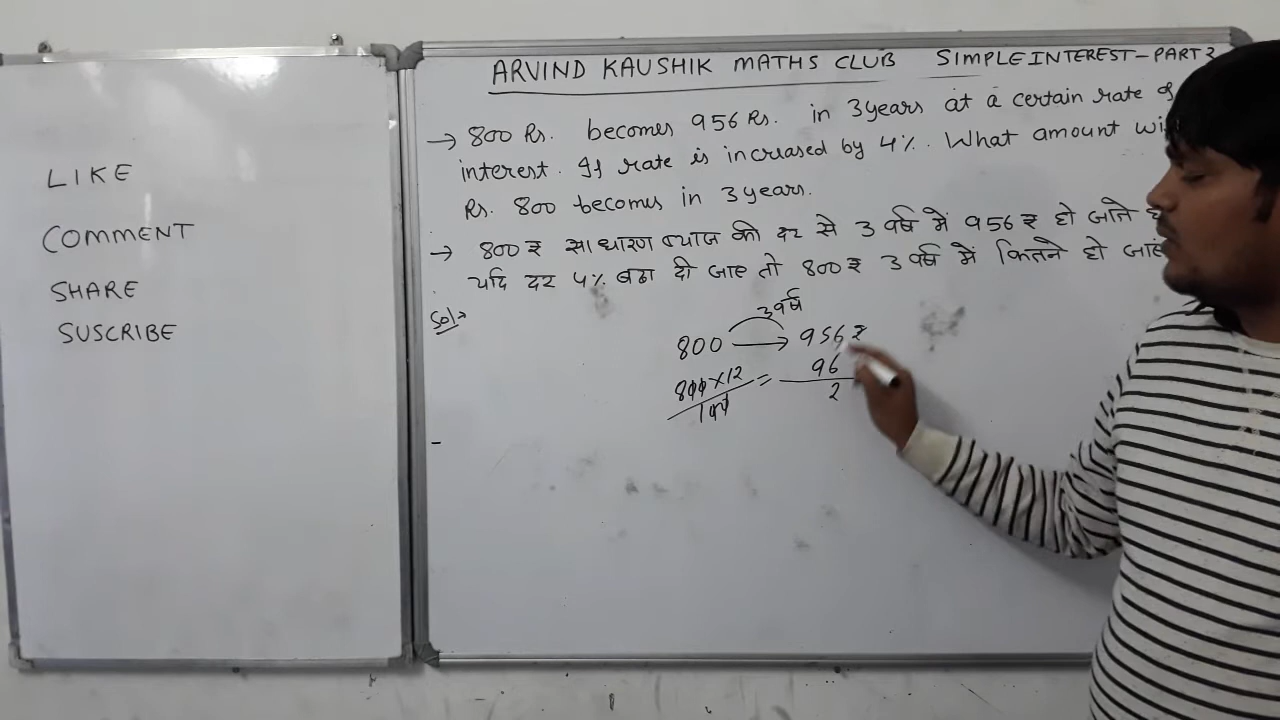 LIKE
COMMENT
SHARE
SUSCRIBE
ARVIND KAUSHIK MATHS CLUB SIMPLE INTEREST - PART 2
→ 800 Rs. becomes 956 Rs. in 3 years at a certain rate of
interest. If rate is increased by 4%. What amount
Rs. 800 becomes in 3 years.
→ 800 ₹ साधारण ब्याज की दर से 3 वर्ष में 956 ₹ हो जाते
यदि दर 4% बढा दी जाए तो 800 ₹ 3 वर्ष में कितने हो
Sol→
3 वर्ष
800 → 956 ₹
800 × 12 = 96
100
2
-